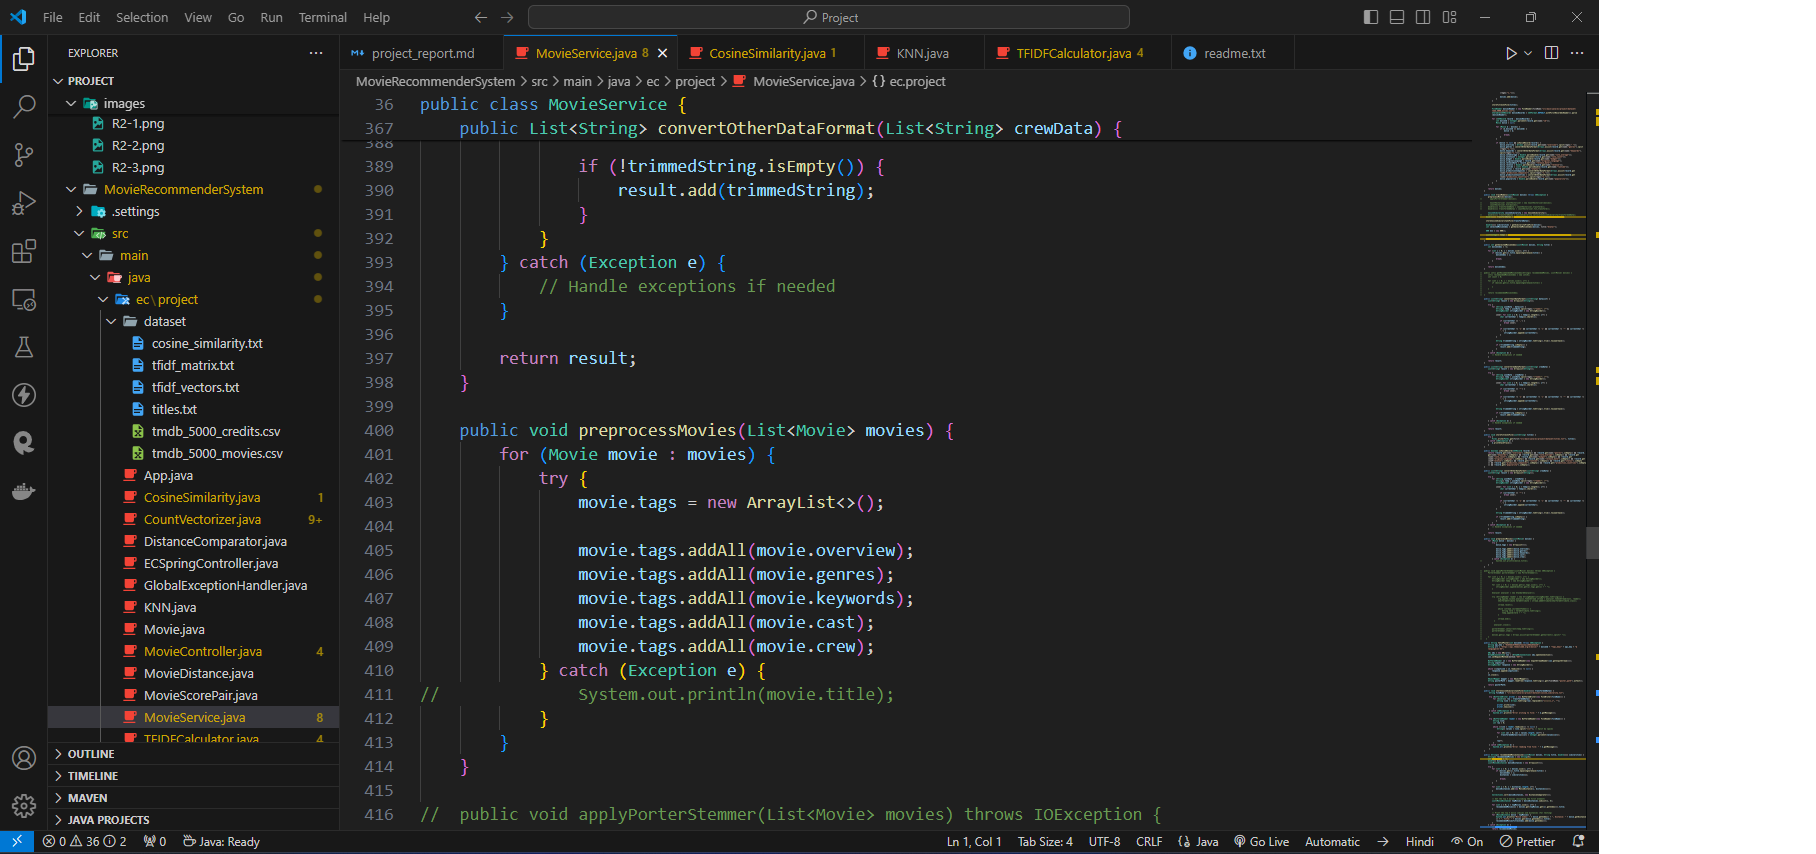 File Edit Selection View Go Run Terminal Help
Project
EXPLORER
PROJECT
images
R2-1.png
R2-2.png
R2-3.png
MovieRecommenderSystem
.settings
src
main
java
ec\project
dataset
cosine_similarity.txt
tfidf_matrix.txt
tfidf_vectors.txt
titles.txt
tmdb_5000_credits.csv
tmdb_5000_movies.csv
App.java
CosineSimilarity.java 1
CountVectorizer.java 9+
DistanceComparator.java
ECSpringController.java
GlobalExceptionHandler.java
KNN.java
Movie.java
MovieController.java 4
MovieDistance.java
MovieScorePair.java
MovieService.java 8
TFIDFCalculator.java 4
OUTLINE
TIMELINE
MAVEN
JAVA PROJECTS
project_report.md MovieService.java 8 CosineSimilarity.java 1 KNN.java TFIDFCalculator.java 4 readme.txt
MovieRecommenderSystem > src > main > java > ec > project > MovieService.java > {} ec.project
36 public class MovieService {
367 public List<String> convertOtherDataFormat(List<String> crewData) {
388
389 if (!trimmedString.isEmpty()) {
390 result.add(trimmedString);
391 }
392 }
393 } catch (Exception e) {
394 // Handle exceptions if needed
395 }
396
397 return result;
398 }
399
400 public void preprocessMovies(List<Movie> movies) {
401 for (Movie movie : movies) {
402 try {
403 movie.tags = new ArrayList<>();
404
405 movie.tags.addAll(movie.overview);
406 movie.tags.addAll(movie.genres);
407 movie.tags.addAll(movie.keywords);
408 movie.tags.addAll(movie.cast);
409 movie.tags.addAll(movie.crew);
410 } catch (Exception e) {
411 // System.out.println(movie.title);
412 }
413 }
414 }
415
416 // public void applyPorterStemmer(List<Movie> movies) throws IOException {
0 36 2 0 Java: Ready Ln 1, Col 1 Tab Size: 4 UTF-8 CRLF {} Java Go Live Automatic Hindi On Prettier